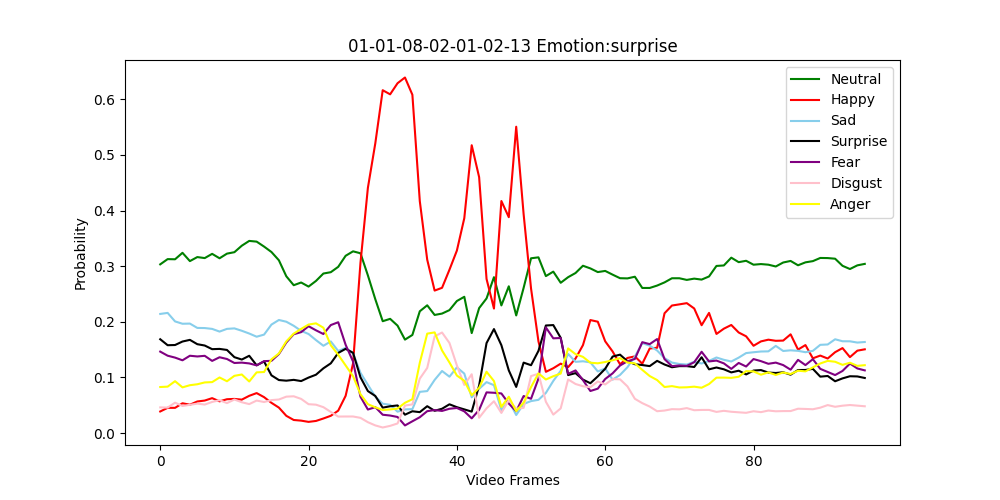 01-01-08-02-01-02-13 Emotion:surprise
Neutral
Happy
Sad
Surprise
Fear
Disgust
Anger
Probability
0.6
0.5
0.4
0.3
0.2
0.1
0.0
0 20 40 60 80
Video Frames